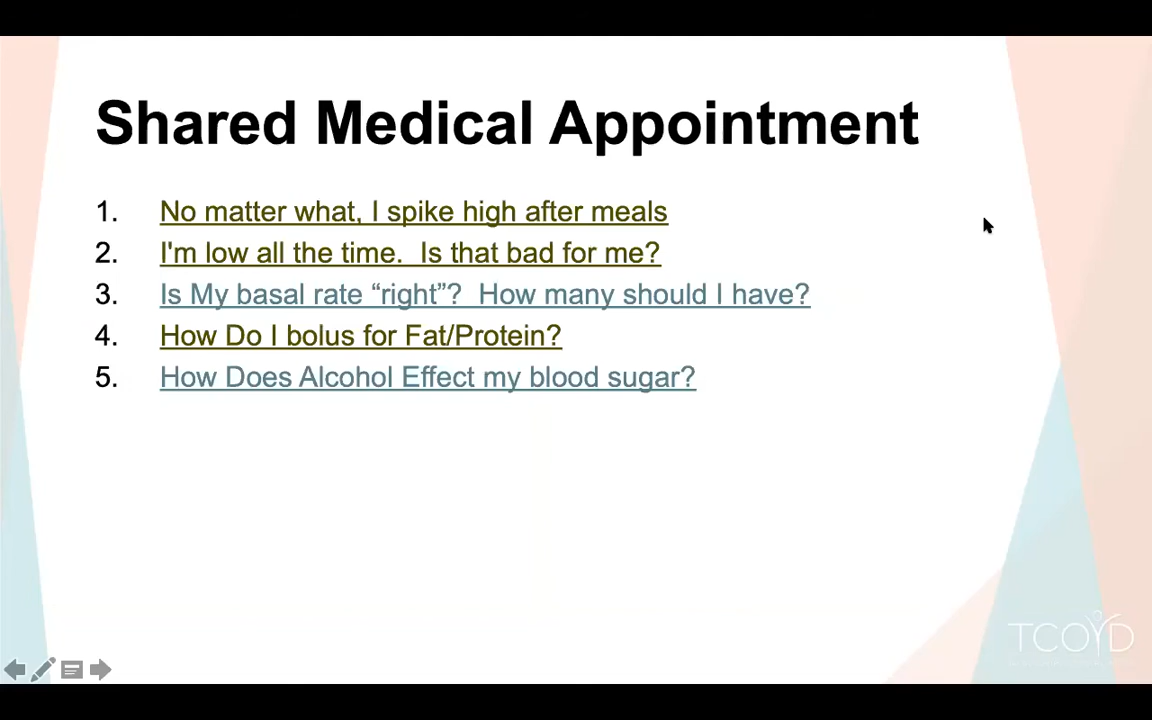 Shared Medical Appointment
1. No matter what, I spike high after meals
2. I'm low all the time.  Is that bad for me?
3. Is My basal rate “right”?  How many should I have?
4. How Do I bolus for Fat/Protein?
5. How Does Alcohol Effect my blood sugar?
TCOYD